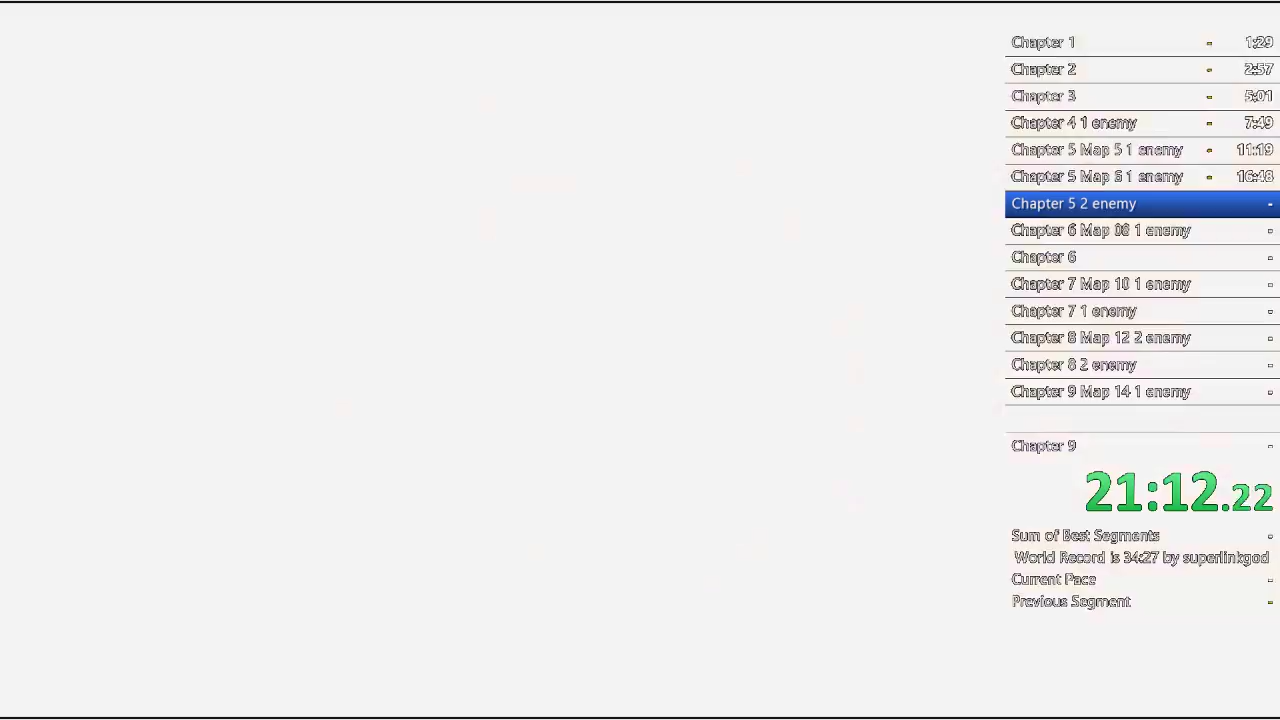 Chapter 1 - 1:29
Chapter 2 - 2:57
Chapter 3 - 5:01
Chapter 4 1 enemy - 7:49
Chapter 5 Map 5 1 enemy - 11:19
Chapter 5 Map 6 1 enemy - 16:48
Chapter 5 2 enemy -
Chapter 6 Map 08 1 enemy -
Chapter 6 -
Chapter 7 Map 10 1 enemy -
Chapter 7 1 enemy -
Chapter 8 Map 12 2 enemy -
Chapter 8 2 enemy -
Chapter 9 Map 14 1 enemy -
Chapter 9 -
21:12.22
Sum of Best Segments -
World Record is 34:27 by superlinkgod
Current Pace -
Previous Segment -